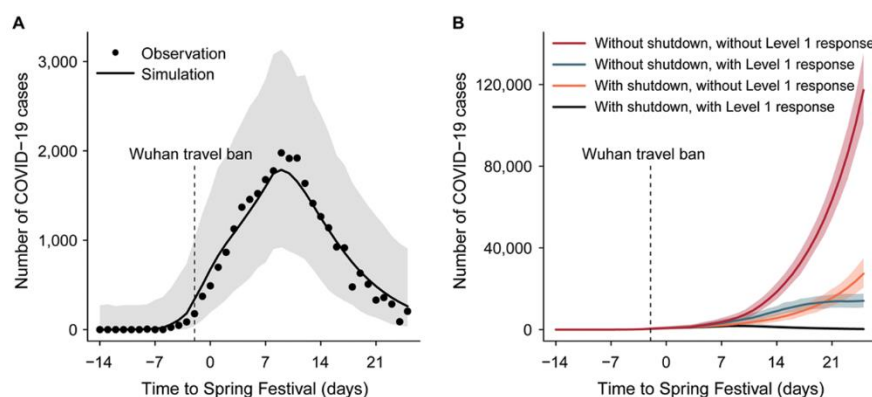 A
Observation
Simulation
Wuhan travel ban
Number of COVID−19 cases
3,000
2,000
1,000
0
−14
−7
0
7
14
21
Time to Spring Festival (days)
B
Without shutdown, without Level 1 response
Without shutdown, with Level 1 response
With shutdown, without Level 1 response
With shutdown, with Level 1 response
Wuhan travel ban
Number of COVID−19 cases
120,000
80,000
40,000
0
−14
−7
0
7
14
21
Time to Spring Festival (days)